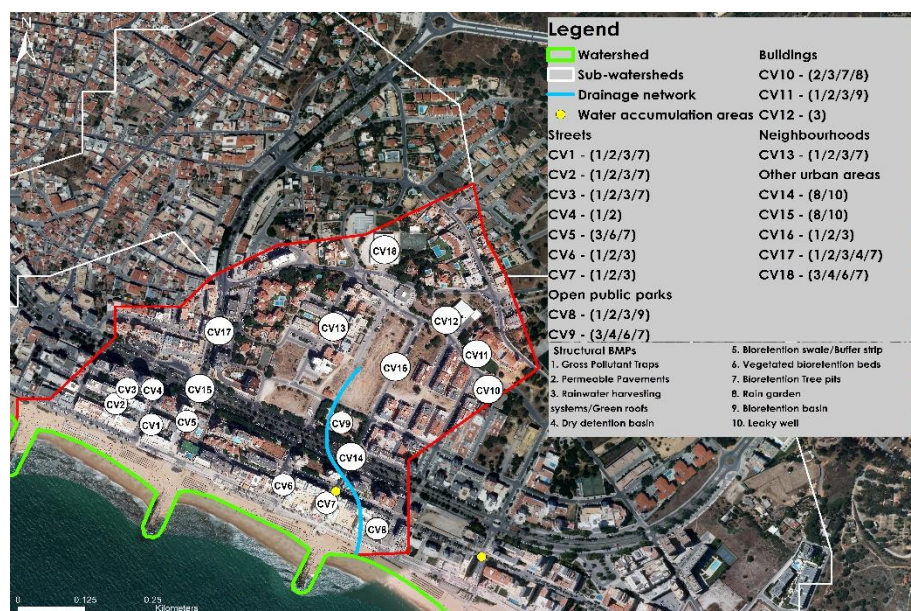 N
Legend
Watershed
Sub-watersheds
Drainage network
Water accumulation areas
Streets
CV1 - (1/2/3/7)
CV2 - (1/2/3/7)
CV3 - (1/2/3/7)
CV4 - (1/2)
CV5 - (3/6/7)
CV6 - (1/2/3)
CV7 - (1/2/3)
Open public parks
CV8 - (1/2/3/9)
CV9 - (3/4/6/7)
Buildings
CV10 - (2/3/7/8)
CV11 - (1/2/3/9)
CV12 - (3)
Neighbourhoods
CV13 - (1/2/3/7)
Other urban areas
CV14 - (8/10)
CV15 - (8/10)
CV16 - (1/2/3)
CV17 - (1/2/3/4/7)
CV18 - (3/4/6/7)
Structural BMPs
1. Gross Pollutant Traps
2. Permeable Pavements
3. Rainwater harvesting
systems/Green roofs
4. Dry detention basin
5. Bioretention swale/Buffer strip
6. Vegetated bioretention beds
7. Bioretention Tree pits
8. Rain garden
9. Bioretention basin
10. Leaky well
CV18
CV17
CV13
CV12
CV11
CV16
CV10
CV3
CV4
CV15
CV2
CV1
CV5
CV9
CV14
CV6
CV7
CV8
0
0.125
0.25
Kilometers